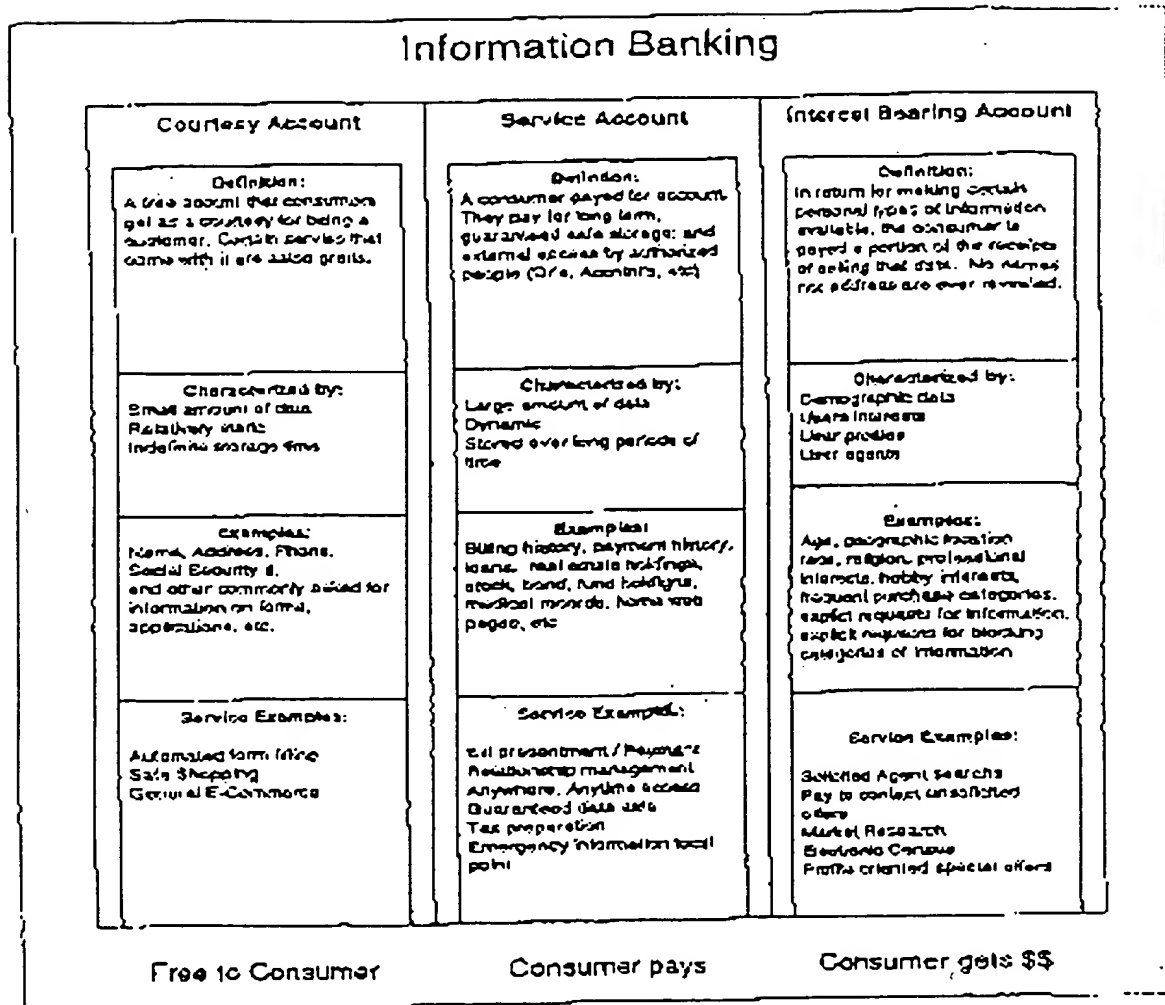 Information Banking
Courtesy Account
Definition:
A free account that consumers
get as a courtesy for being a
customer. Certain services that
came with it are also gratis.
Characterized by:
Small amount of data
Relatively static
Indefinite storage time
Examples:
Name, Address, Phone,
Social Security #,
and other commonly asked for
information on forms,
applications, etc.
Service Examples:
Automated form filling
Safe Shopping
General E-Commerce
Free to Consumer
Service Account
Definition:
A consumer payed for account.
They pay for long term,
guaranteed safe storage; and
external access by authorized
people
Characterized by:
Large amount of data
Dynamic
Stored over long periods of
time
Examples:
Billing history, payment history,
loans, real estate holdings,
stock, bond, fund holdings,
medical records, home web
pages, etc
Service Examples:
Bill presentment / Payment
Relationship management
Anywhere, Anytime access
Guaranteed data safe
Tax preparation
Emergency information focal
point
Consumer pays
Interest Bearing Account
Definition:
In return for making certain
personal types of information
available, the consumer is
payed a portion of the receipts
of selling that data. No names
nor address are ever revealed.
Characterized by:
Demographic data
Users interests
User profiles
User agents
Examples:
Age, geographic location
race, religion, professional
interests, hobby interests,
frequent purchase categories,
explicit requests for information,
explicit requests for blocking
categories of information
Service Examples:
Solicited Agent searchs
Pay to contact unsolicited
offers
Market Research
Electronic Census
Profile oriented special offers
Consumer gets $$